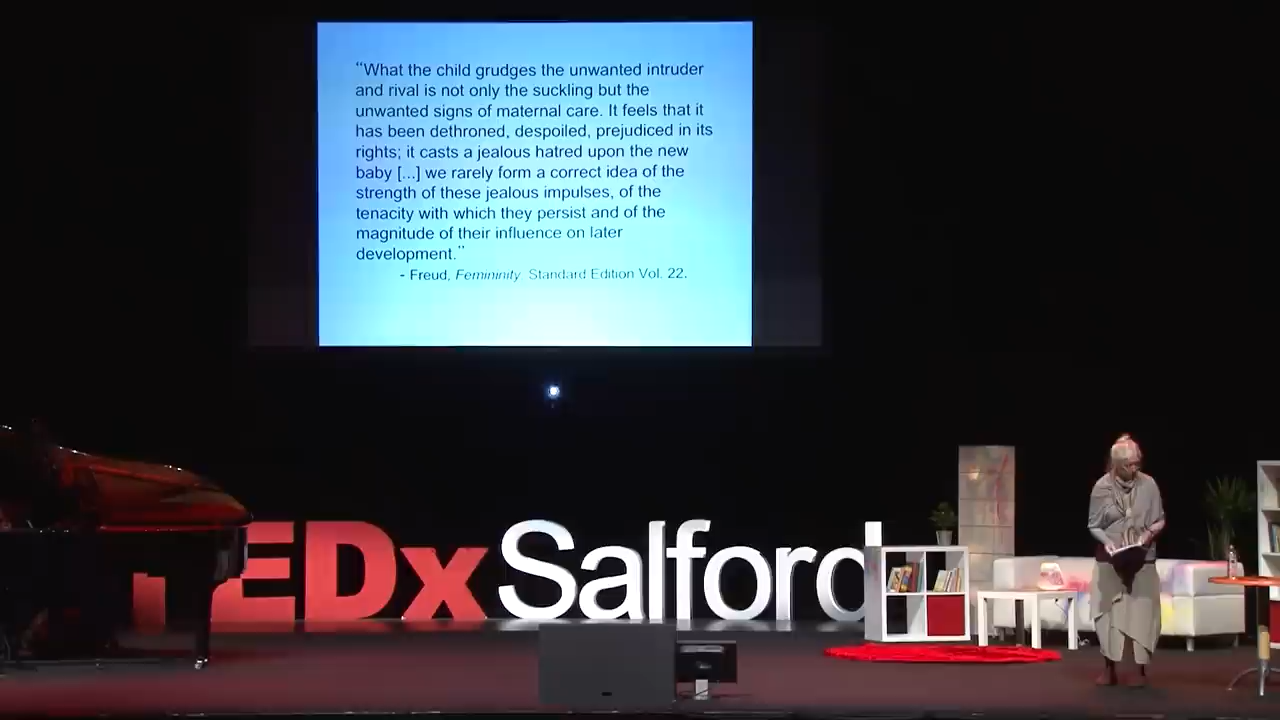 “What the child grudges the unwanted intruder
and rival is not only the suckling but the
unwanted signs of maternal care. It feels that it
has been dethroned, despoiled, prejudiced in its
rights; it casts a jealous hatred upon the new
baby [...] we rarely form a correct idea of the
strength of these jealous impulses, of the
tenacity with which they persist and of the
magnitude of their influence on later
development.”
- Freud, Femininity Standard Edition Vol. 22.
TEDxSalford